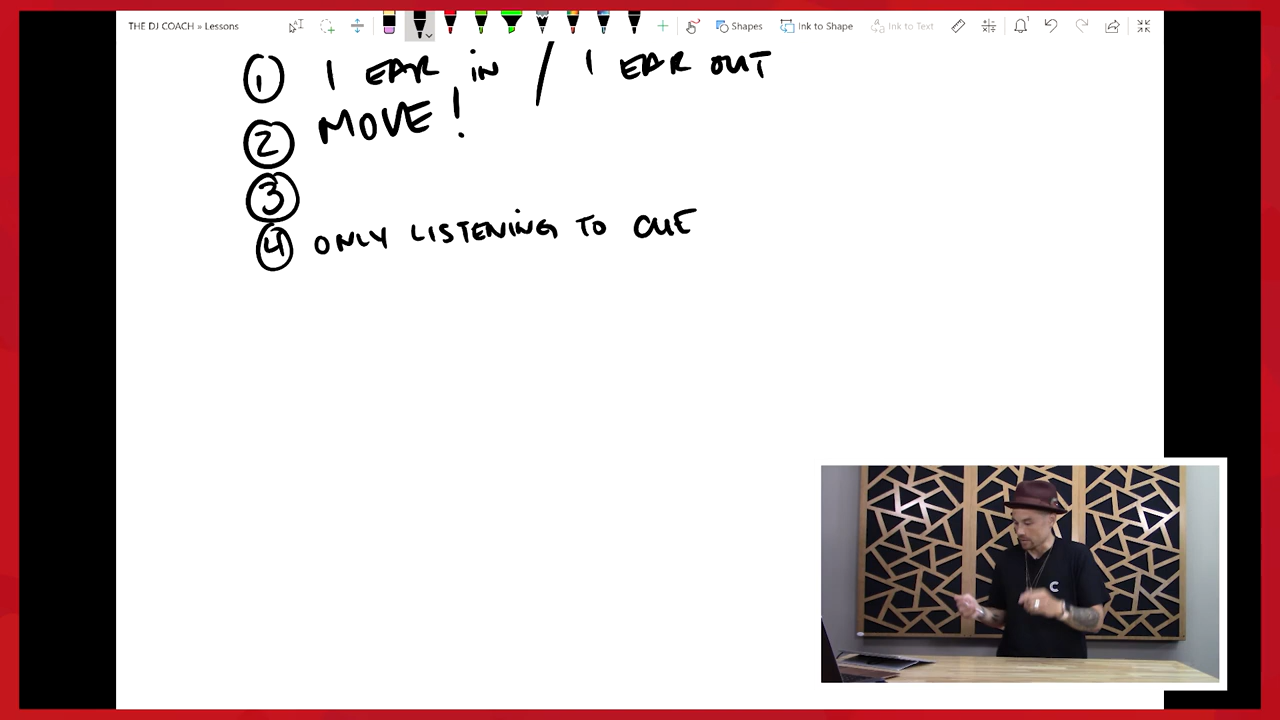 THE DJ COACH » Lessons
Shapes
Ink to Shape
Ink to Text
① 1 EAR IN / 1 EAR OUT
② MOVE!
③
④ ONLY LISTENING TO CUE
C